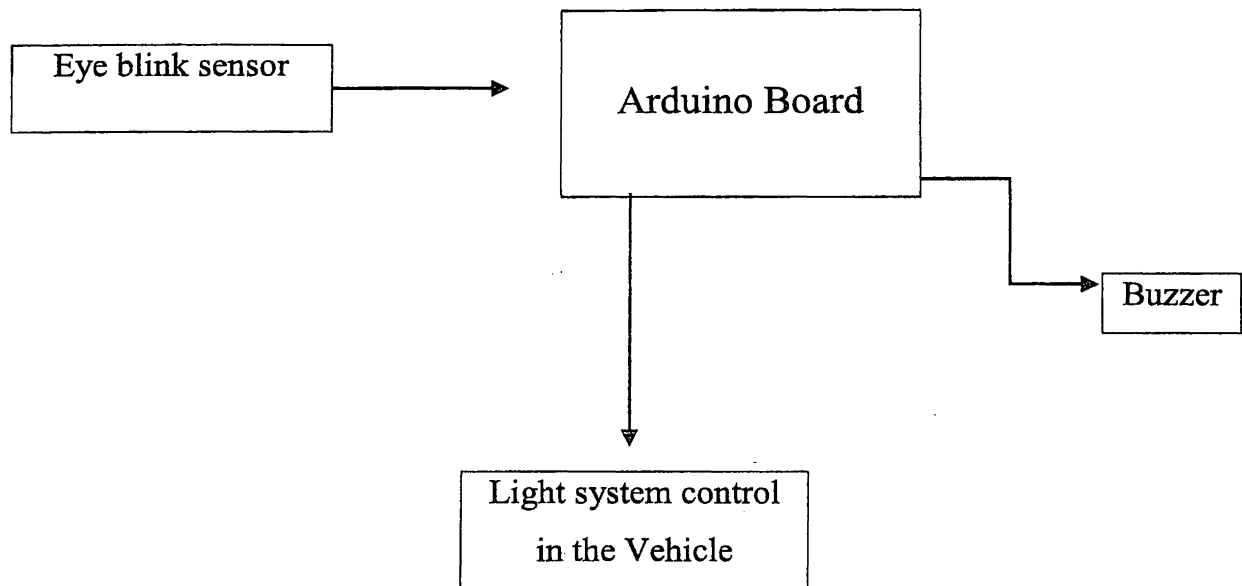 Eye blink sensor
Arduino Board
Buzzer
Light system control
in the Vehicle